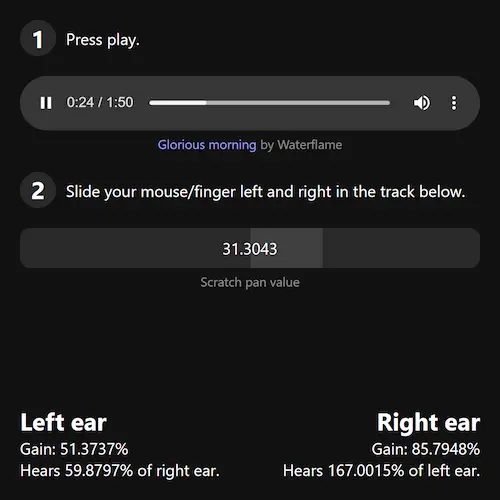 1 Press play.
0:24 / 1:50
Glorious morning by Waterflame
2 Slide your mouse/finger left and right in the track below.
31.3043
Scratch pan value
Left ear
Gain: 51.3737%
Hears 59.8797% of right ear.
Right ear
Gain: 85.7948%
Hears 167.0015% of left ear.